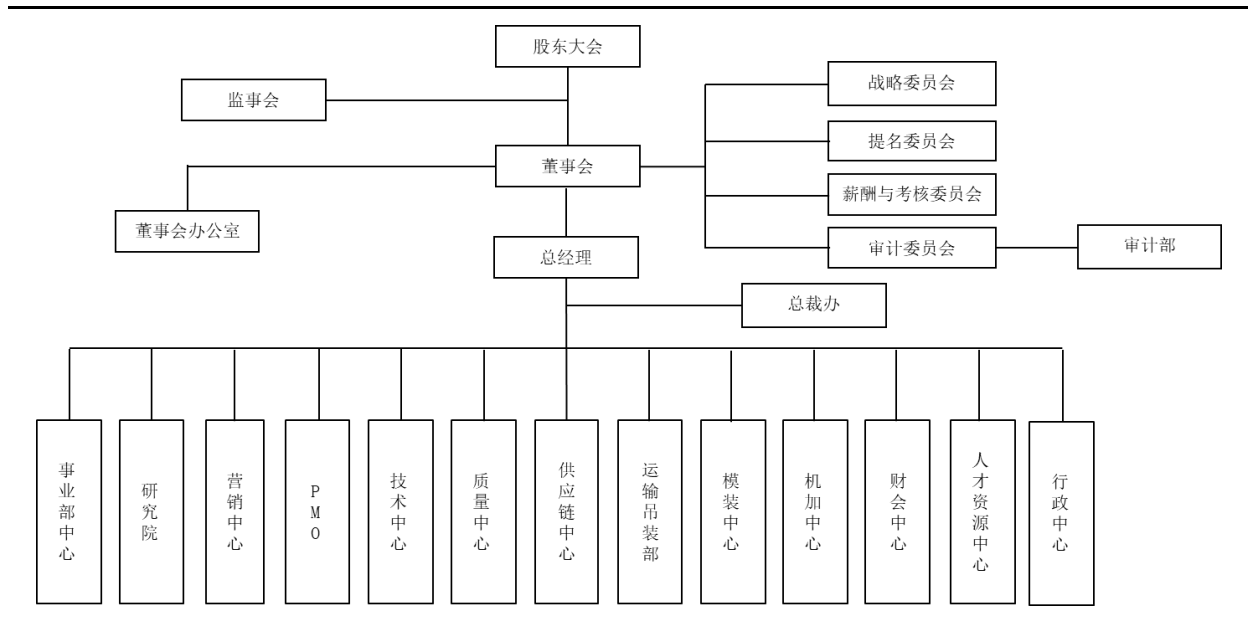 股东大会
监事会
战略委员会
提名委员会
董事会
薪酬与考核委员会
董事会办公室
审计委员会
审计部
总经理
总裁办
事业部中心
研究院
营销中心
PMO
技术中心
质量中心
供应链中心
运输吊装部
模装中心
机加中心
财会中心
人才资源中心
行政中心